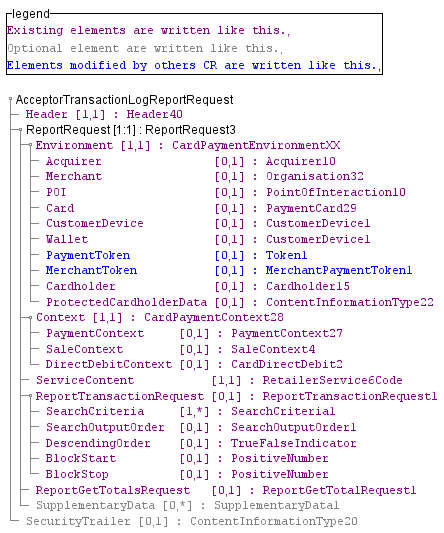 legend
Existing elements are written like this.,
Optional element are written like this.,
Elements modified by others CR are written like this.,
AcceptorTransactionLogReportRequest
Header [1,1] : Header40
ReportRequest [1:1] : ReportRequest3
Environment [1,1] : CardPaymentEnvironmentXX
Acquirer [0,1] : Acquirer10
Merchant [0,1] : Organisation32
POI [0,1] : PointOfInteraction10
Card [0,1] : PaymentCard29
CustomerDevice [0,1] : CustomerDevice1
Wallet [0,1] : CustomerDevice1
PaymentToken [0,1] : Token1
MerchantToken [0,1] : MerchantPaymentToken1
Cardholder [0,1] : Cardholder15
ProtectedCardholderData [0,1] : ContentInformationType22
Context [1,1] : CardPaymentContext28
PaymentContext [0,1] : PaymentContext27
SaleContext [0,1] : SaleContext4
DirectDebitContext [0,1] : CardDirectDebit2
ServiceContent [1,1] : RetailerService6Code
ReportTransactionRequest [0,1] : ReportTransactionRequest1
SearchCriteria [1,*] : SearchCriteria1
SearchOutputOrder [0,1] : SearchOutputOrder1
DescendingOrder [0,1] : TrueFalseIndicator
BlockStart [0,1] : PositiveNumber
BlockStop [0,1] : PositiveNumber
ReportGetTotalsRequest [0,1] : ReportGetTotalRequest1
SupplementaryData [0,*] : SupplementaryData1
SecurityTrailer [0,1] : ContentInformationType20